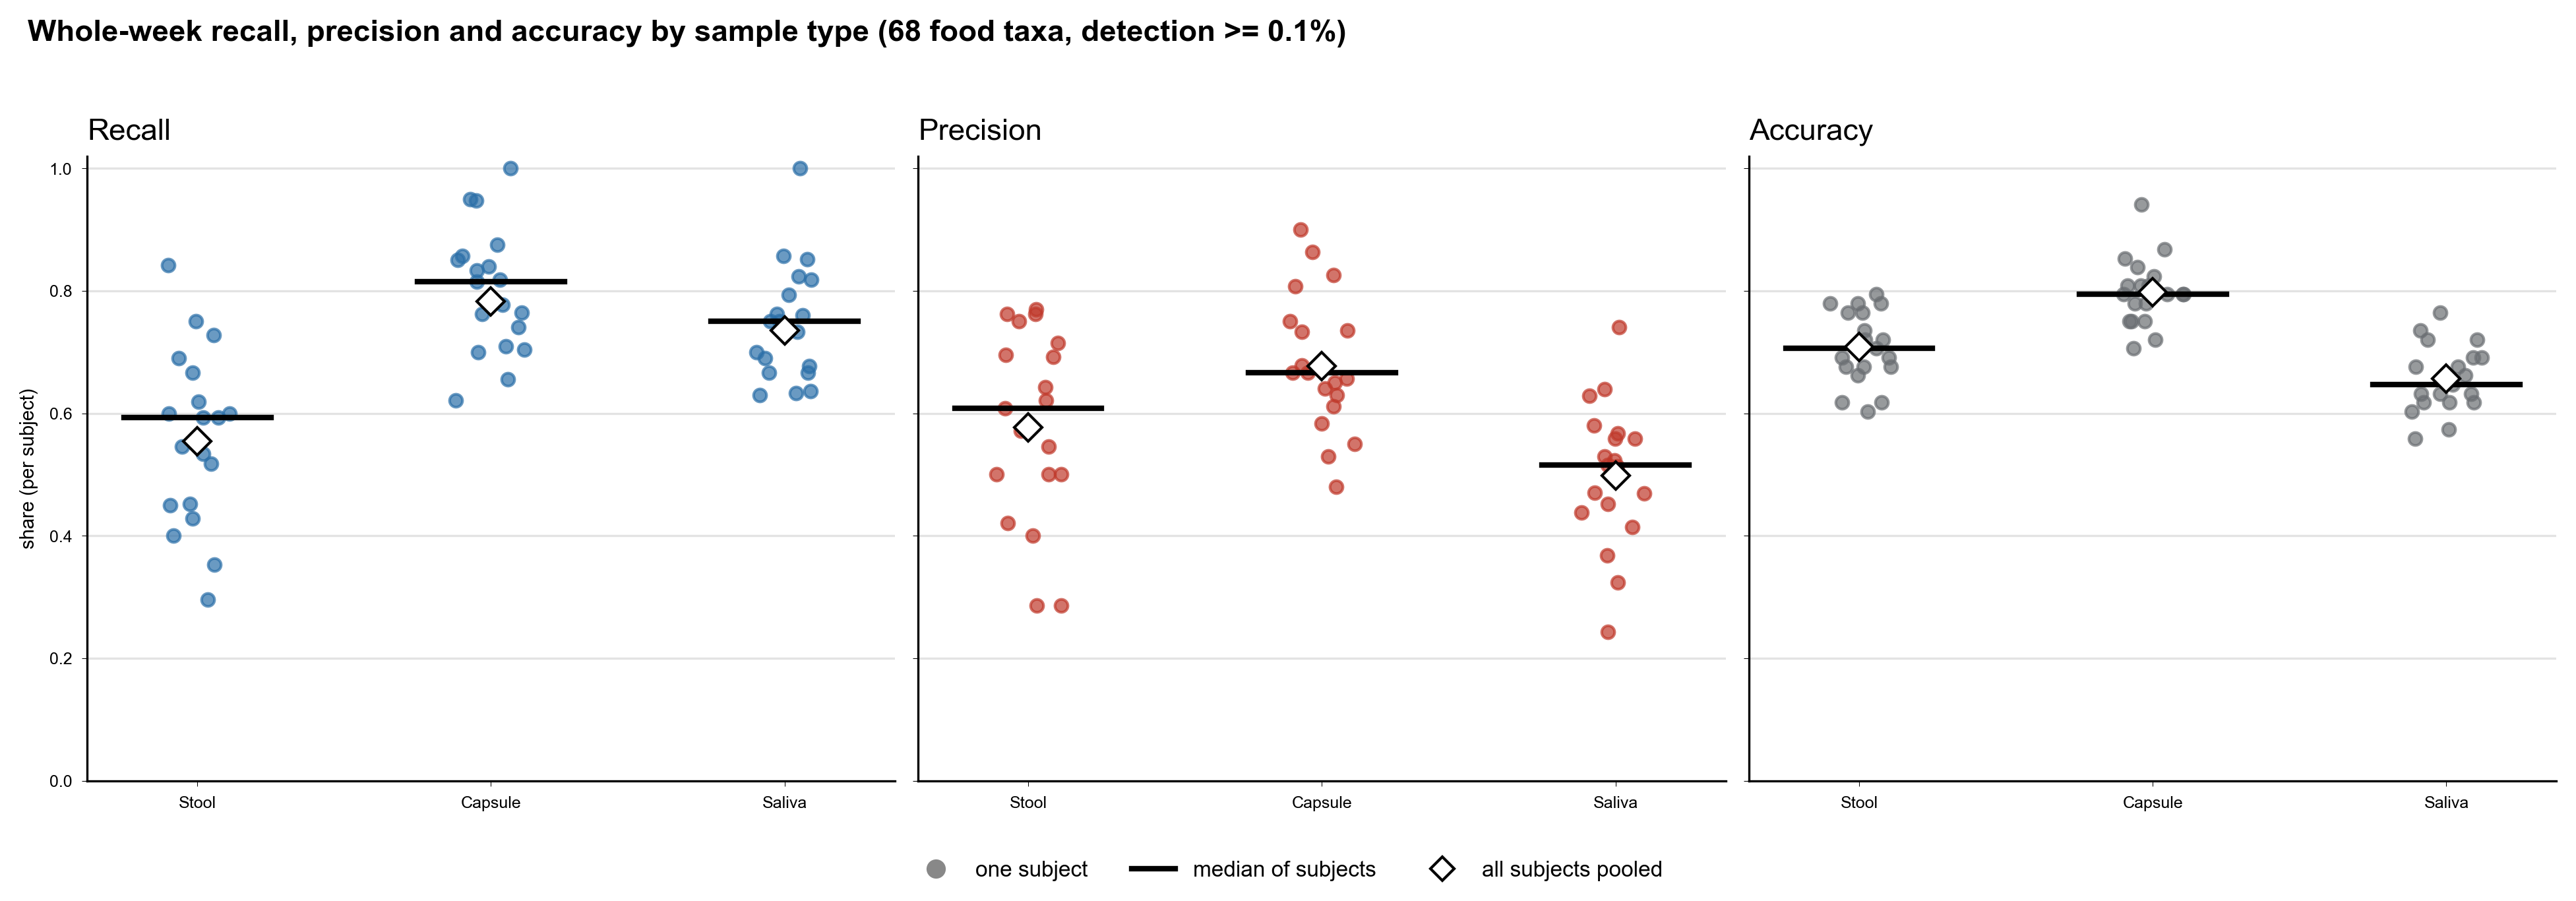 Whole-week recall, precision and accuracy by sample type (68 food taxa, detection >= 0.1%)
Recall
Precision
Accuracy
share (per subject)
1.0
0.8
0.6
0.4
0.2
0.0
Stool Capsule Saliva
Stool Capsule Saliva
Stool Capsule Saliva
one subject
median of subjects
all subjects pooled